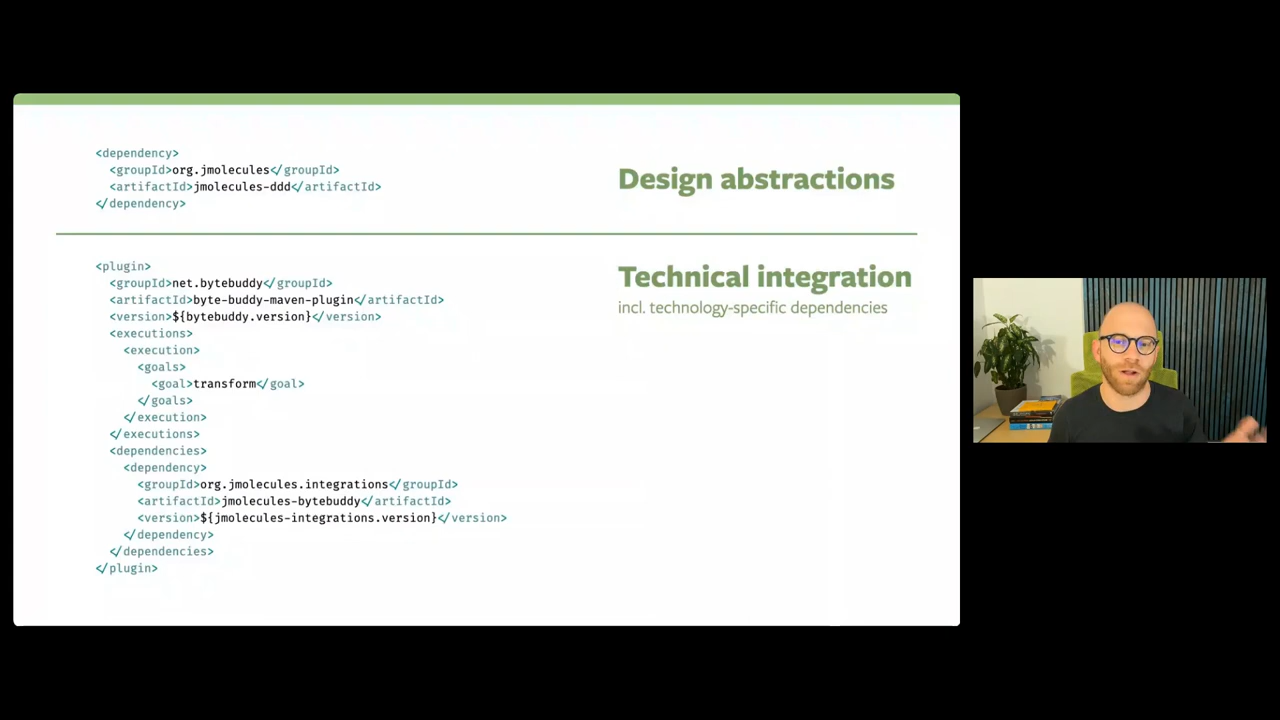 <dependency>
<groupId>org.jmolecules</groupId>
<artifactId>jmolecules-ddd</artifactId>
</dependency>
Design abstractions
<plugin>
<groupId>net.bytebuddy</groupId>
<artifactId>byte-buddy-maven-plugin</artifactId>
<version>${bytebuddy.version}</version>
<executions>
<execution>
<goals>
<goal>transform</goal>
</goals>
</execution>
</executions>
<dependencies>
<dependency>
<groupId>org.jmolecules.integrations</groupId>
<artifactId>jmolecules-bytebuddy</artifactId>
<version>${jmolecules-integrations.version}</version>
</dependency>
</dependencies>
</plugin>
Technical integration
incl. technology-specific dependencies